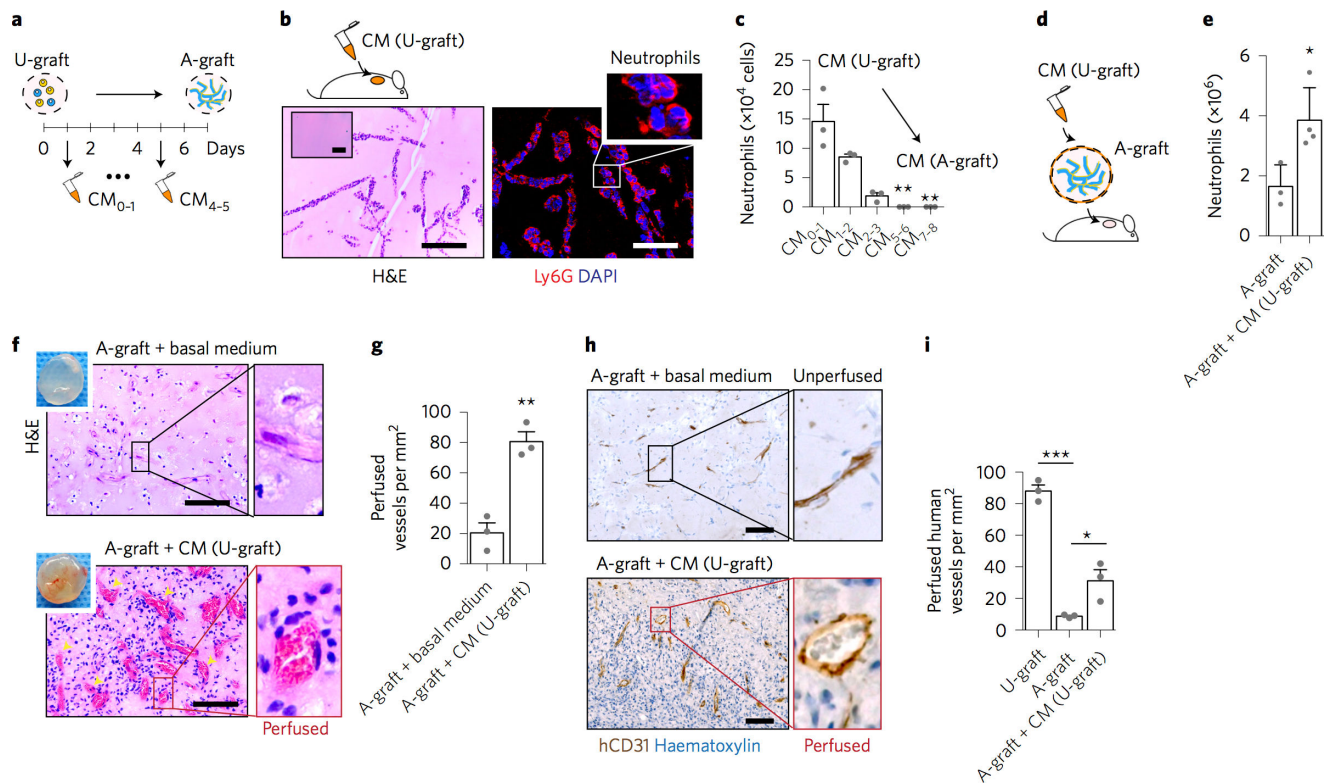 a
U-graft
A-graft
0 2 4 6 Days
CM0-1
CM4-5
b
CM (U-graft)
Neutrophils
H&E
Ly6G DAPI
c
Neutrophils (×10⁴ cells)
25
20
15
10
5
0
CM (U-graft)
CM (A-graft)
**
**
CM0-1
CM1-2
CM2-3
CM5-6
CM7-8
d
CM (U-graft)
A-graft
e
Neutrophils (×10⁶)
6
4
2
0
*
A-graft
A-graft + CM (U-graft)
f
A-graft + basal medium
H&E
A-graft + CM (U-graft)
Perfused
g
Perfused
vessels per mm²
100
80
60
40
20
0
**
A-graft + basal medium
A-graft + CM (U-graft)
h
A-graft + basal medium
Unperfused
A-graft + CM (U-graft)
hCD31 Haematoxylin
Perfused
i
Perfused human
vessels per mm²
100
80
60
40
20
0
***
*
U-graft
A-graft
A-graft + CM (U-graft)